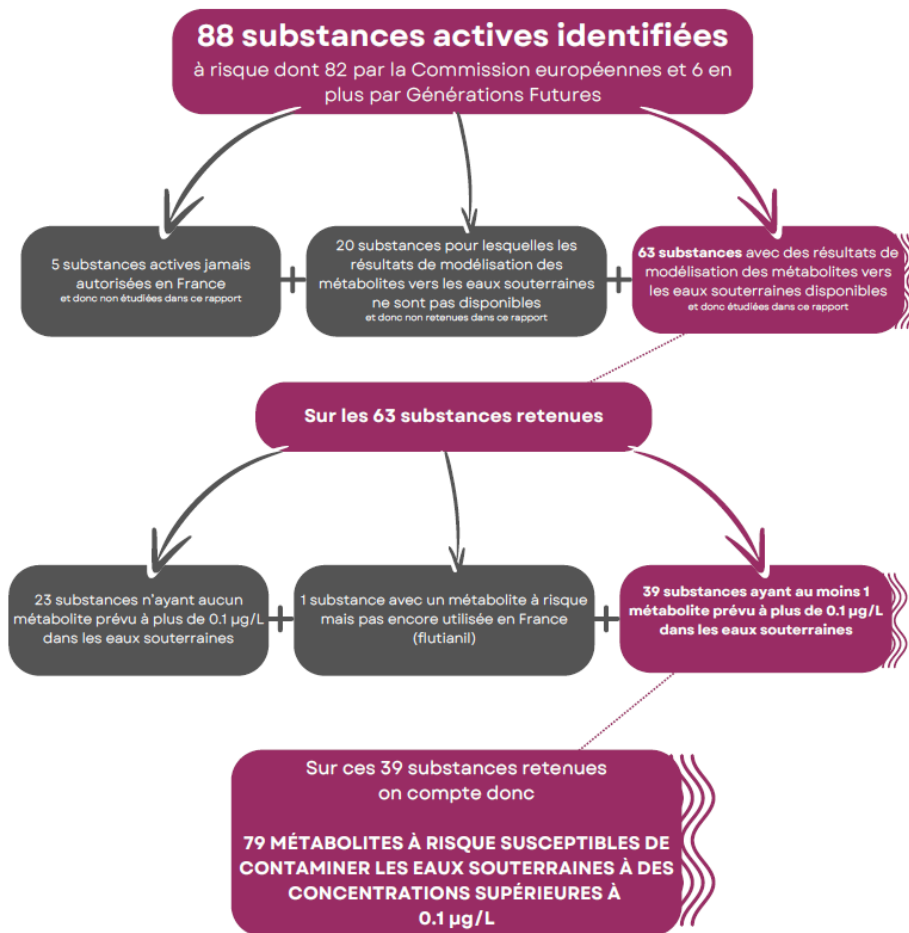 88 substances actives identifiées
à risque dont 82 par la Commission européennes et 6 en
plus par Générations Futures
5 substances actives jamais
autorisées en France
et donc non étudiées dans ce rapport
+
20 substances pour lesquelles les
résultats de modélisation des
métabolites vers les eaux souterraines
ne sont pas disponibles
et donc non retenues dans ce rapport
+
63 substances avec des résultats de
modélisation des métabolites vers
les eaux souterraines disponibles
et donc étudiées dans ce rapport
Sur les 63 substances retenues
23 substances n'ayant aucun
métabolite prévu à plus de 0.1 µg/L
dans les eaux souterraines
+
1 substance avec un métabolite à risque
mais pas encore utilisée en France
(flutianil)
+
39 substances ayant au moins 1
métabolite prévu à plus de 0.1 µg/L
dans les eaux souterraines
Sur ces 39 substances retenues
on compte donc
79 MÉTABOLITES À RISQUE SUSCEPTIBLES DE
CONTAMINER LES EAUX SOUTERRAINES À DES
CONCENTRATIONS SUPÉRIEURES À
0.1 µg/L